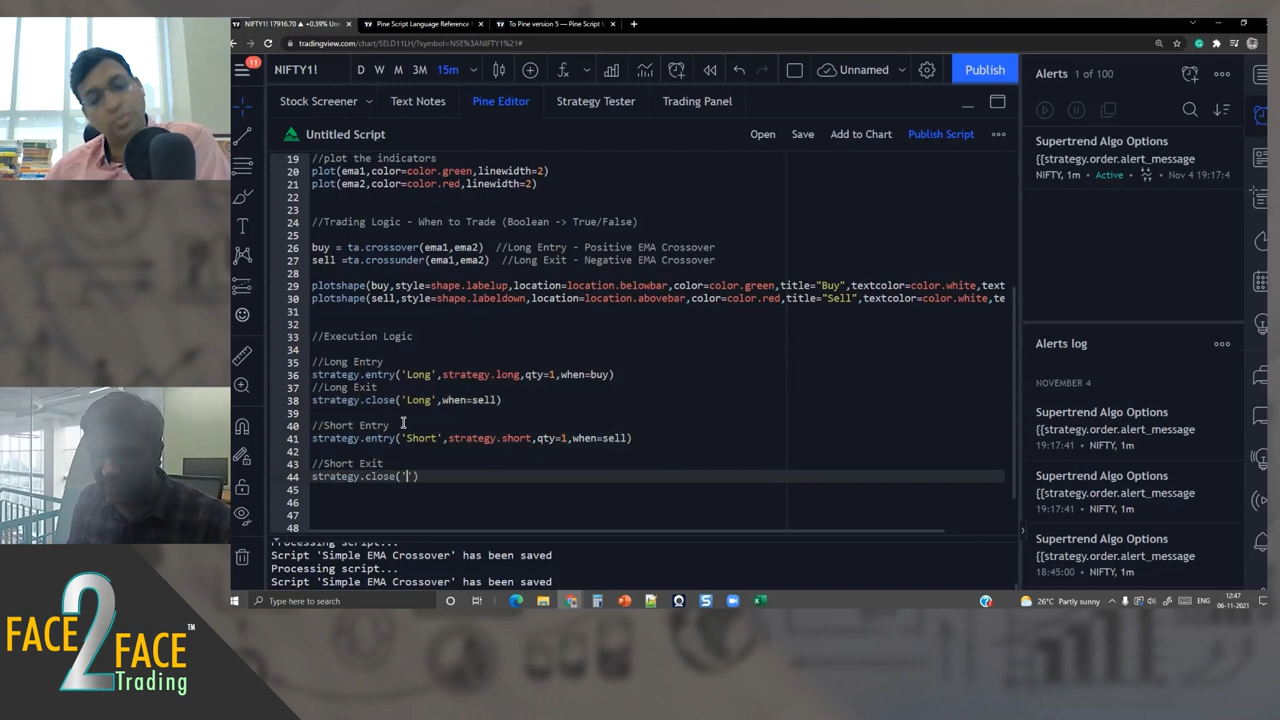 NIFTY1! 17916.70 ▲ +0.39% Unn
Pine Script Language Reference
To Pine version 5 — Pine Script
tradingview.com/chart/SELD11LH/?symbol=NSE%3ANIFTY1%21#
11
NIFTY1!
D W M 3M 15m
Unnamed
Publish
Alerts 1 of 100
Stock Screener
Text Notes
Pine Editor
Strategy Tester
Trading Panel
Untitled Script
Open
Save
Add to Chart
Publish Script
Supertrend Algo Options
{{strategy.order.alert_message
NIFTY, 1m • Active Nov 4 19:17:4
19 //plot the indicators
20 plot(ema1,color=color.green,linewidth=2)
21 plot(ema2,color=color.red,linewidth=2)
22
23
24 //Trading Logic - When to Trade (Boolean -> True/False)
25
26 buy = ta.crossover(ema1,ema2) //Long Entry - Positive EMA Crossover
27 sell =ta.crossunder(ema1,ema2) //Long Exit - Negative EMA Crossover
28
29 plotshape(buy,style=shape.labelup,location=location.belowbar,color=color.green,title="Buy",textcolor=color.white,text
30 plotshape(sell,style=shape.labeldown,location=location.abovebar,color=color.red,title="Sell",textcolor=color.white,te
31
32
33 //Execution Logic
34
35 //Long Entry
36 strategy.entry('Long',strategy.long,qty=1,when=buy)
37 //Long Exit
38 strategy.close('Long',when=sell)
39
40 //Short Entry
41 strategy.entry('Short',strategy.short,qty=1,when=sell)
42
43 //Short Exit
44 strategy.close('')
45
46
47
48
Alerts log
NOVEMBER 4
Supertrend Algo Options
{{strategy.order.alert_message
19:17:41 • NIFTY, 1m
Supertrend Algo Options
{{strategy.order.alert_message
19:17:41 • NIFTY, 1m
Supertrend Algo Options
{{strategy.order.alert_message
18:45:00 • NIFTY, 1m
Processing script...
Script 'Simple EMA Crossover' has been saved
Processing script...
Script 'Simple EMA Crossover' has been saved
Type here to search
26°C Partly sunny
ENG
12:47
06-11-2021
FACE
2
FACE
™
Trading